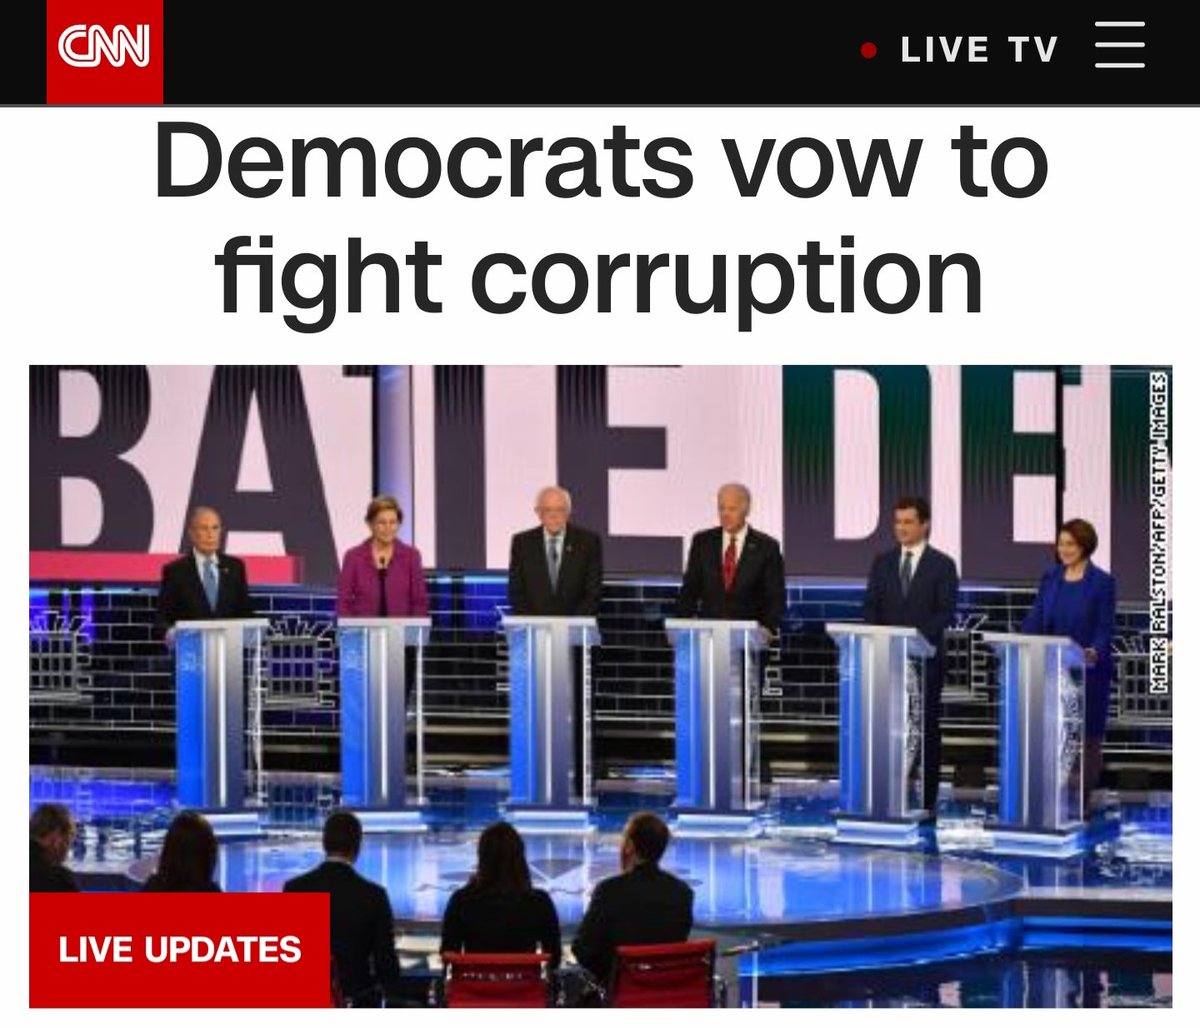 CNN
LIVE TV
Democrats vow to
fight corruption
BATE DE
MARK RALSTON/AFP/GETTY IMAGES
LIVE UPDATES